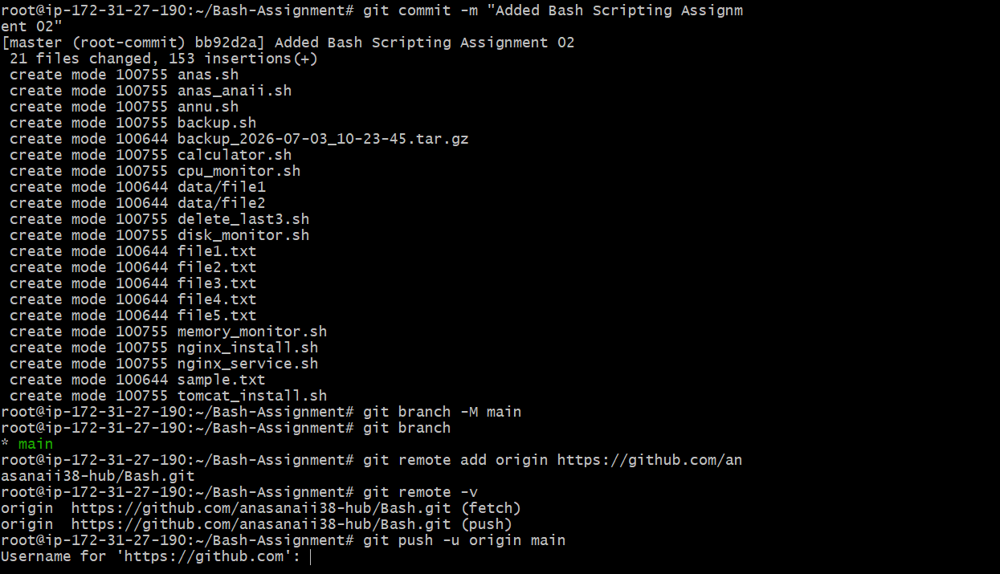 root@ip-172-31-27-190:~/Bash-Assignment# git commit -m "Added Bash Scripting Assignm
ent 02"
[master (root-commit) bb92d2a] Added Bash Scripting Assignment 02
 21 files changed, 153 insertions(+)
 create mode 100755 anas.sh
 create mode 100755 anas_anaii.sh
 create mode 100755 annu.sh
 create mode 100755 backup.sh
 create mode 100644 backup_2026-07-03_10-23-45.tar.gz
 create mode 100755 calculator.sh
 create mode 100755 cpu_monitor.sh
 create mode 100644 data/file1
 create mode 100644 data/file2
 create mode 100755 delete_last3.sh
 create mode 100755 disk_monitor.sh
 create mode 100644 file1.txt
 create mode 100644 file2.txt
 create mode 100644 file3.txt
 create mode 100644 file4.txt
 create mode 100644 file5.txt
 create mode 100755 memory_monitor.sh
 create mode 100755 nginx_install.sh
 create mode 100755 nginx_service.sh
 create mode 100644 sample.txt
 create mode 100755 tomcat_install.sh
root@ip-172-31-27-190:~/Bash-Assignment# git branch -M main
root@ip-172-31-27-190:~/Bash-Assignment# git branch
* main
root@ip-172-31-27-190:~/Bash-Assignment# git remote add origin https://github.com/an
asanaii38-hub/Bash.git
root@ip-172-31-27-190:~/Bash-Assignment# git remote -v
origin  https://github.com/anasanaii38-hub/Bash.git (fetch)
origin  https://github.com/anasanaii38-hub/Bash.git (push)
root@ip-172-31-27-190:~/Bash-Assignment# git push -u origin main
Username for 'https://github.com':